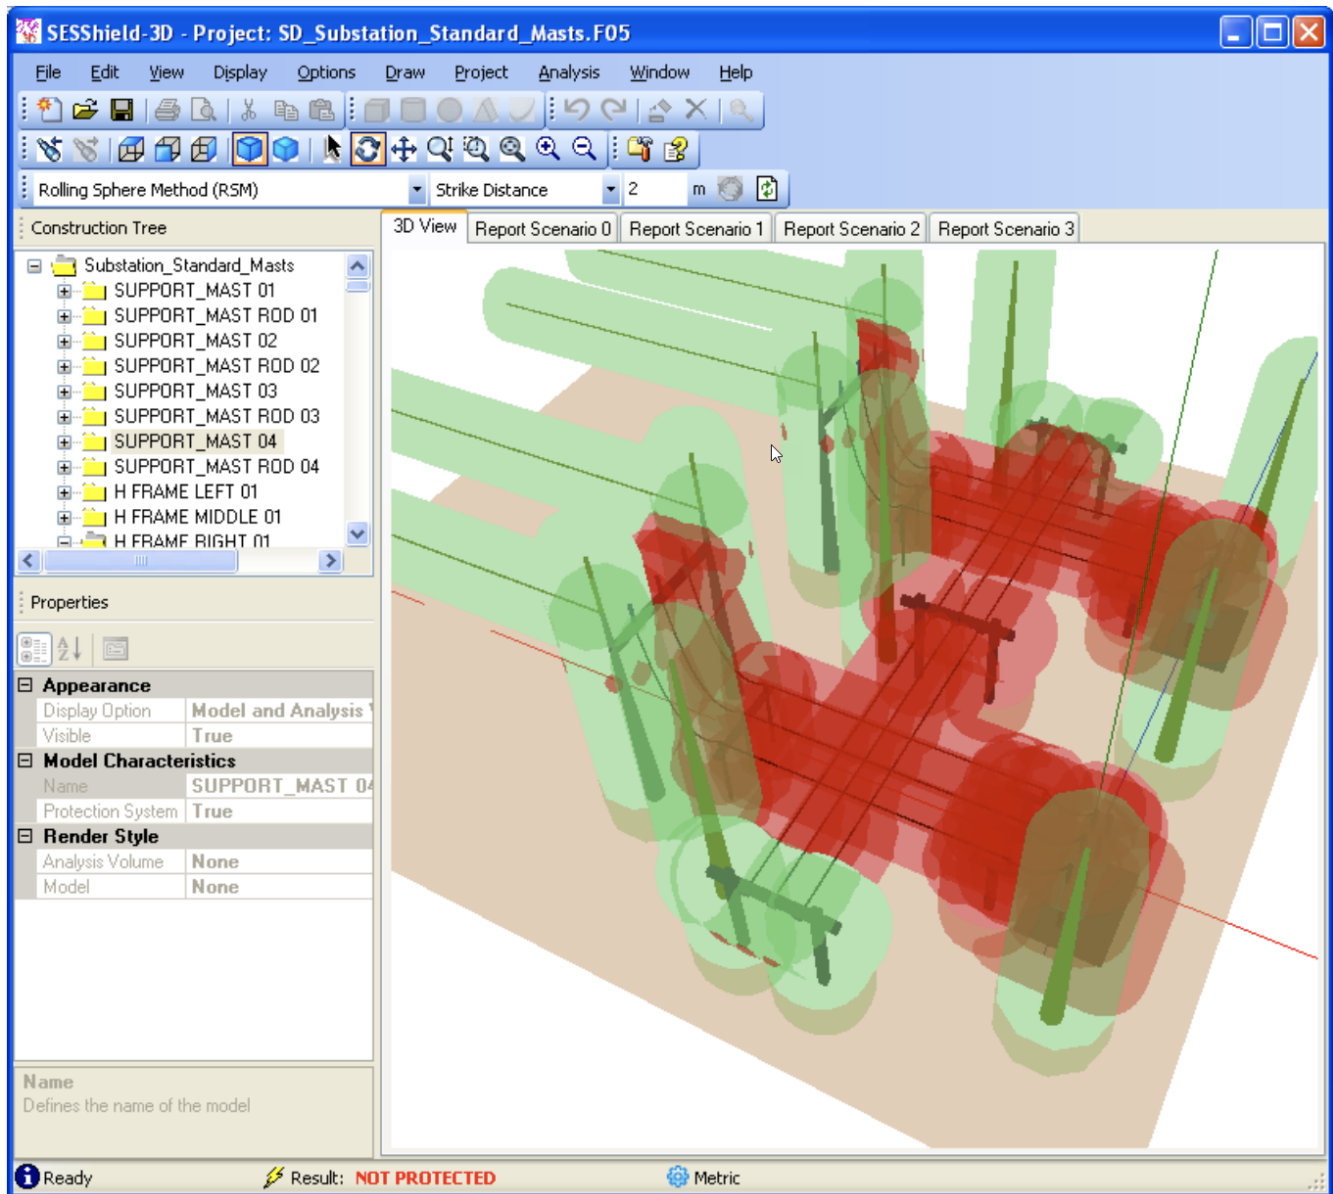 SESShield-3D - Project: SD_Substation_Standard_Masts.F05
File Edit View Display Options Draw Project Analysis Window Help
Rolling Sphere Method (RSM) Strike Distance 2 m
Construction Tree
3D View Report Scenario 0 Report Scenario 1 Report Scenario 2 Report Scenario 3
Substation_Standard_Masts
SUPPORT_MAST 01
SUPPORT_MAST ROD 01
SUPPORT_MAST 02
SUPPORT_MAST ROD 02
SUPPORT_MAST 03
SUPPORT_MAST ROD 03
SUPPORT_MAST 04
SUPPORT_MAST ROD 04
H FRAME LEFT 01
H FRAME MIDDLE 01
H FRAME RIGHT 01
Properties
Appearance
Display Option Model and Analysis
Visible True
Model Characteristics
Name SUPPORT_MAST 04
Protection System True
Render Style
Analysis Volume None
Model None
Name
Defines the name of the model
Ready Result: NOT PROTECTED Metric